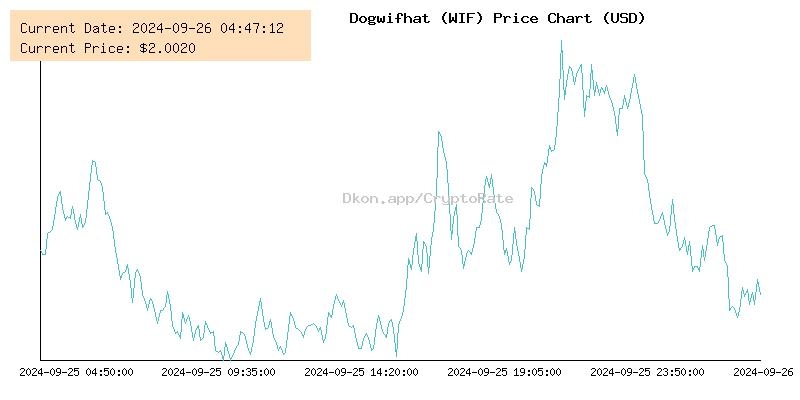 Dogwifhat (WIF) Price Chart (USD)
Current Date: 2024-09-26 04:47:12
Current Price: $2.0020
Dkon.app/CryptoRate
2024-09-25 04:50:00 2024-09-25 09:35:00 2024-09-25 14:20:00 2024-09-25 19:05:00 2024-09-25 23:50:00 2024-09-26